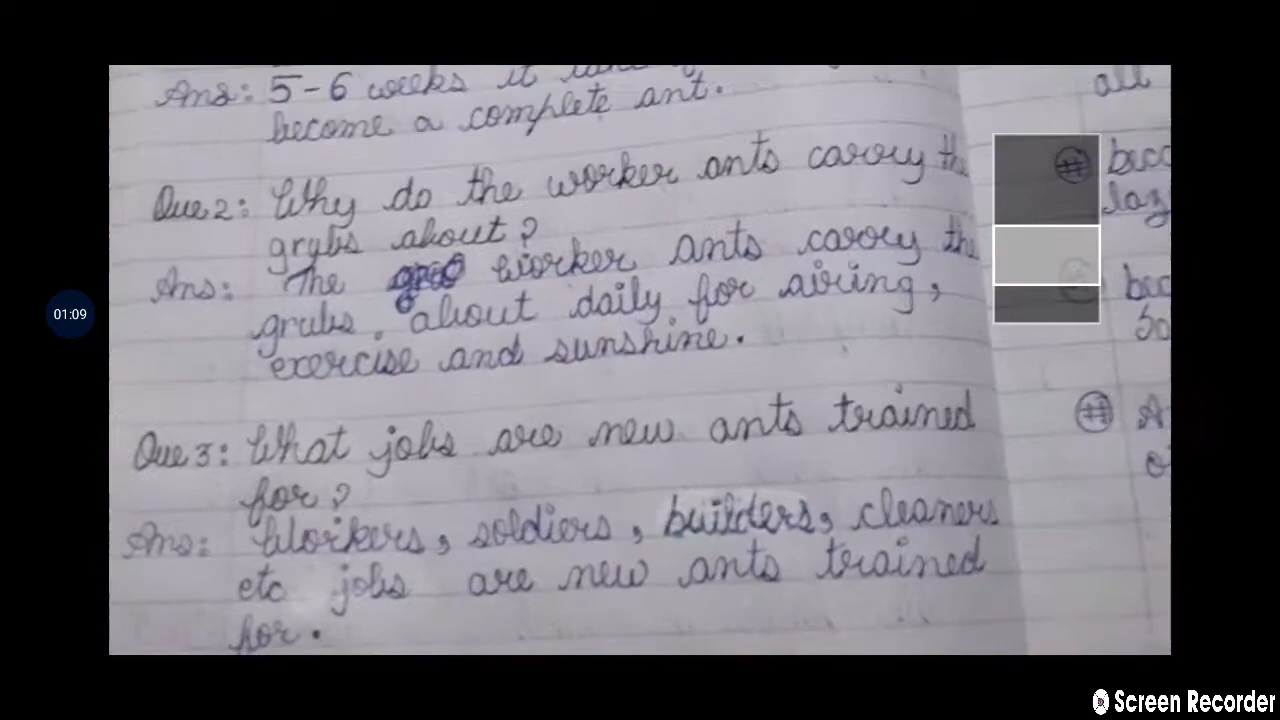 Ans: 5-6 weeks it
become a complete ant.
Que 2: Why do the worker ants carry the
grubs about?
Ans: The worker ants carry the
grubs about daily for airing,
exercise and sunshine.
Que 3: What jobs are new ants trained
for?
Ans: Workers, soldiers, builders, cleaners
etc jobs are new ants trained
for.
all
01:09
Screen Recorder